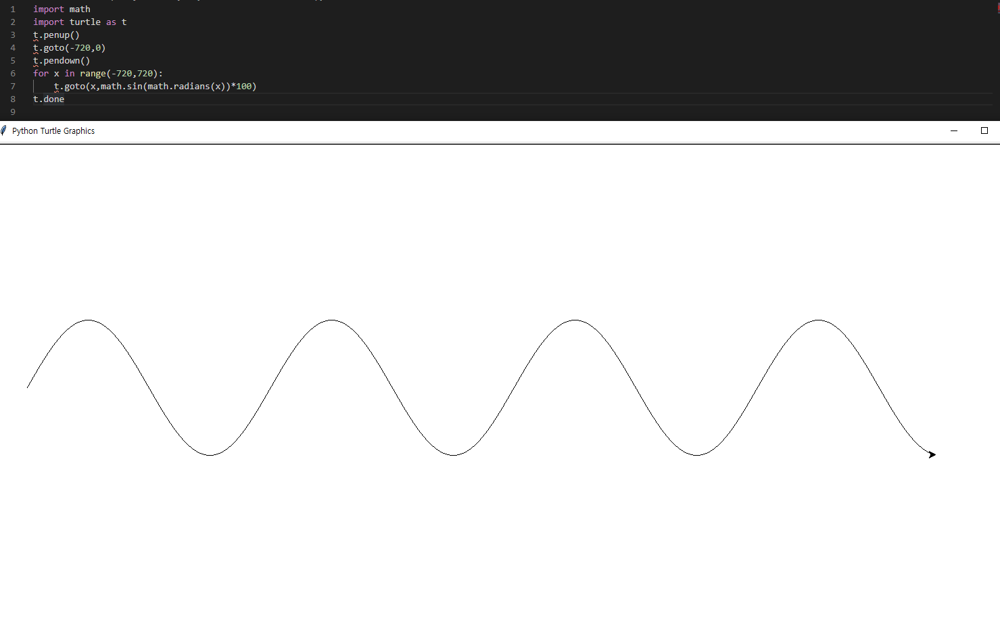 1 import math
2 import turtle as t
3 t.penup()
4 t.goto(-720,0)
5 t.pendown()
6 for x in range(-720,720):
7     t.goto(x,math.sin(math.radians(x))*100)
8 t.done
9
Python Turtle Graphics